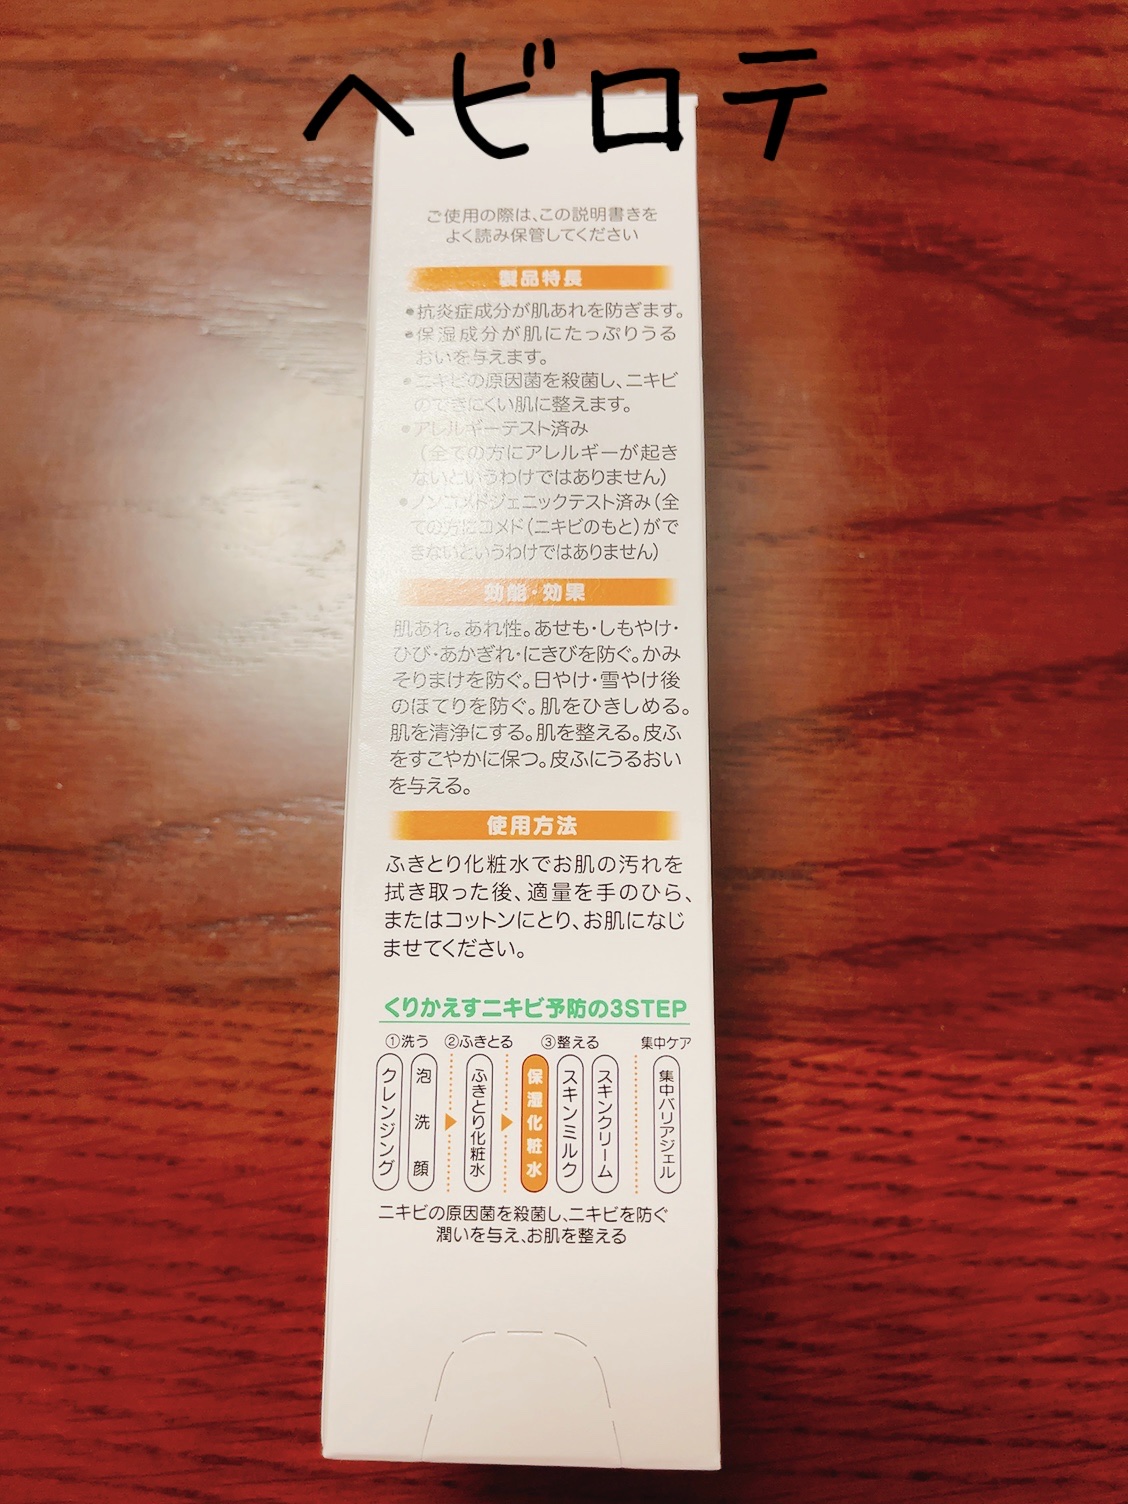 ヘビロテ
ご使用の際は、この説明書きを
よく読み保管してください
製品特長
•抗炎症成分が肌あれを防ぎます。
•保湿成分が肌にたっぷりうる
おいを与えます。
•ニキビの原因菌を殺菌し、ニキビ
のできにくい肌に整えます。
•アレルギーテスト済み
(全ての方にアレルギーが起き
ないというわけではありません)
•ノンコメドジェニックテスト済み(全
ての方にコメド(ニキビのもと)がで
きないというわけではありません)
効能・効果
肌あれ。あれ性。あせも・しもやけ・
ひび・あかぎれ・にきびを防ぐ。かみ
そりまけを防ぐ。日やけ・雪やけ後
のほてりを防ぐ。肌をひきしめる。
肌を清浄にする。肌を整える。皮ふ
をすこやかに保つ。皮ふにうるおい
を与える。
使用方法
ふきとり化粧水でお肌の汚れを
拭き取った後、適量を手のひら、
またはコットンにとり、お肌になじ
ませてください。
くりかえすニキビ予防の3STEP
①洗う ②ふきとる ③整える 集中ケア
クレンジング
泡洗顔
ふきとり化粧水
保湿化粧水
スキンミルク
スキンクリーム
集中バリアジェル
ニキビの原因菌を殺菌し、ニキビを防ぐ
潤いを与え、お肌を整える